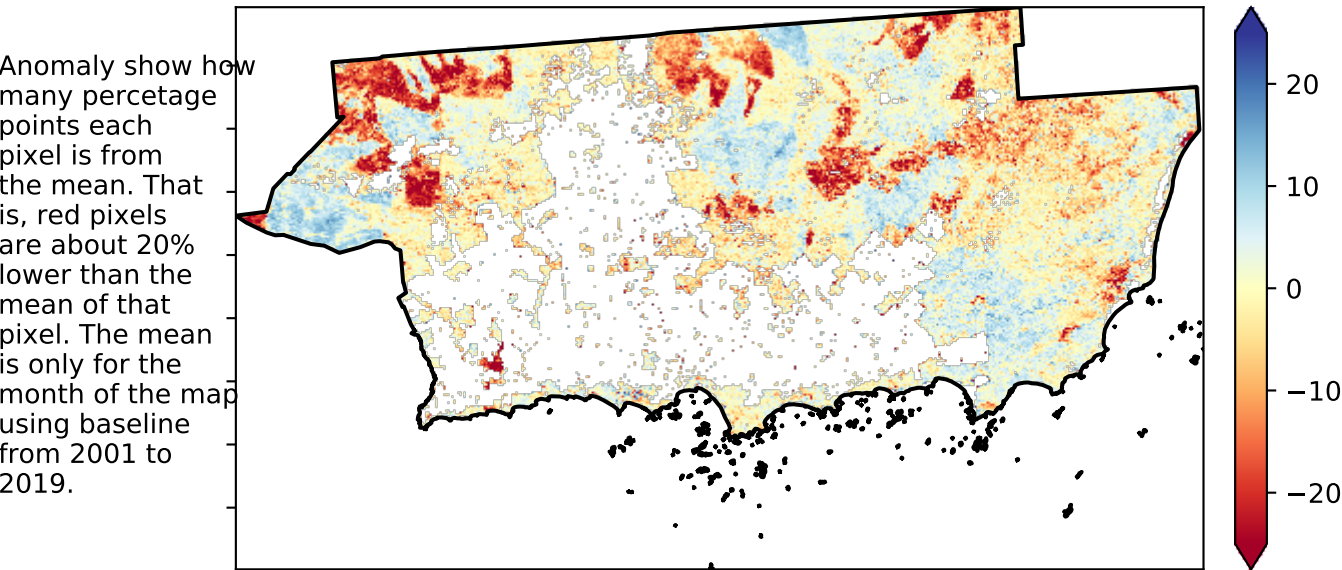 Anomaly show how
many percetage
points each
pixel is from
the mean. That
is, red pixels
are about 20%
lower than the
mean of that
pixel. The mean
is only for the
month of the map
using baseline
from 2001 to
2019.
20
10
0
−10
−20